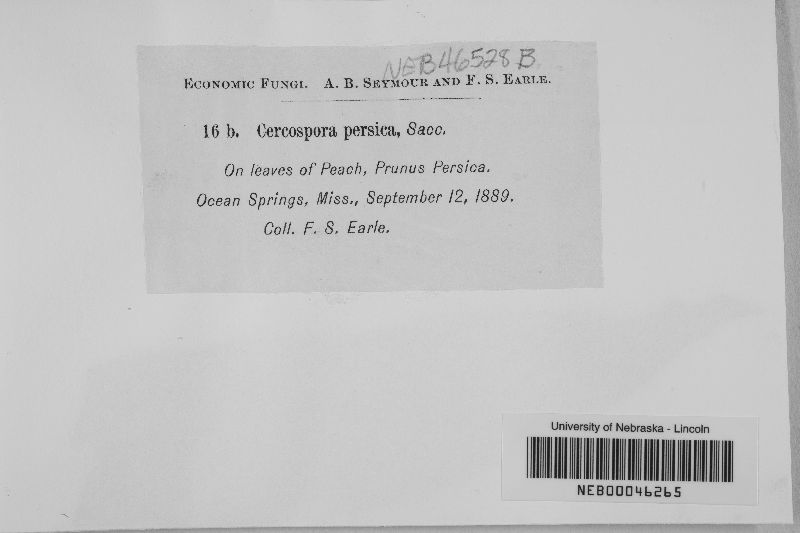 NEB46528B
Economic Fungi. A. B. Seymour and F. S. Earle.
16 b. Cercospora persica, Sacc.
On leaves of Peach, Prunus Persica.
Ocean Springs, Miss., September 12, 1889.
Coll. F. S. Earle.
University of Nebraska - Lincoln
NEB00046265